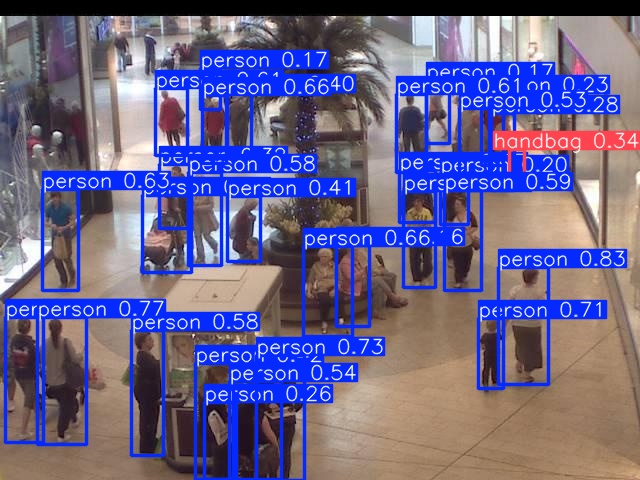 person 0.17
person 0.17
person 0.61
person 0.6640
person 0.61
0.23
person 0.53
0.28
handbag 0.34
person 0.58
0.20
person 0.63
person 0.41
person 0.59
person 0.66
person 0.83
person 0.77
person 0.71
person 0.58
person 0.73
person 0.54
person 0.26